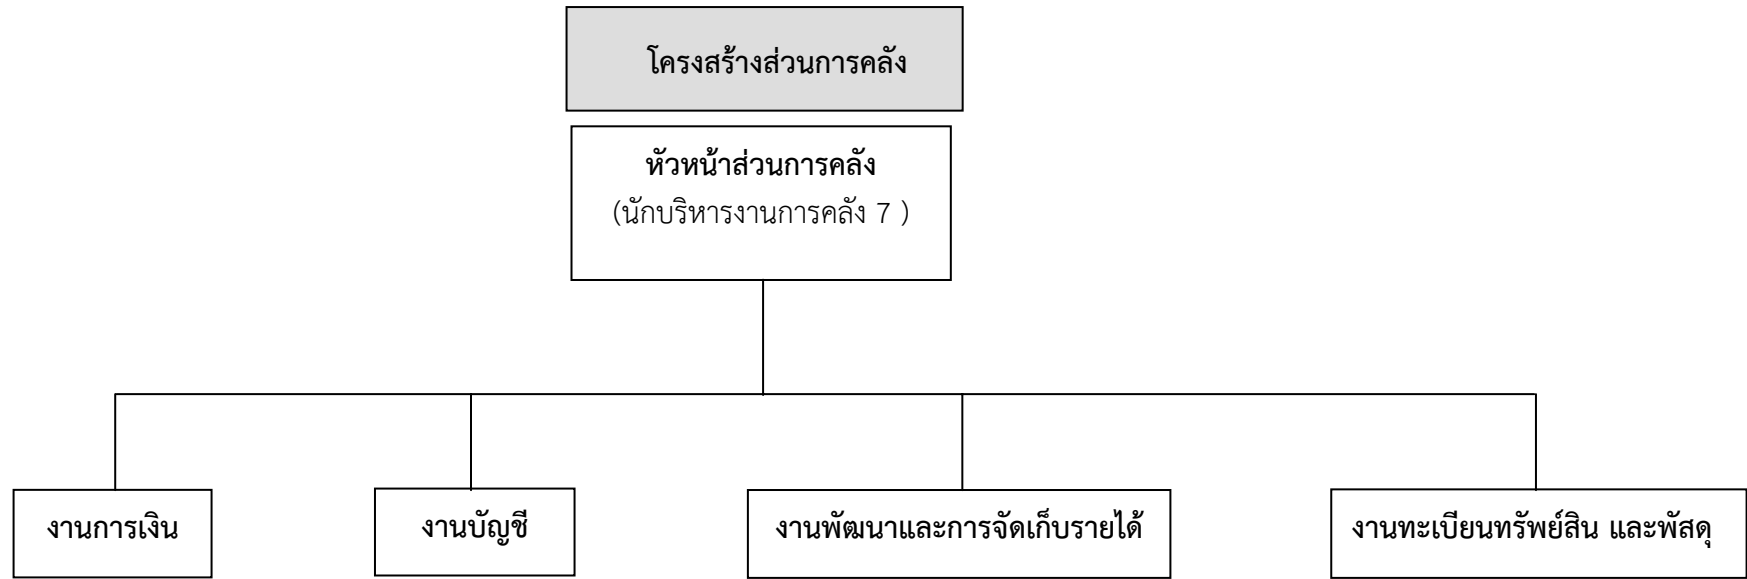 โครงสร้างส่วนการคลัง
หัวหน้าส่วนการคลัง
(นักบริหารงานการคลัง 7 )
งานการเงิน
งานบัญชี
งานพัฒนาและการจัดเก็บรายได้
งานทะเบียนทรัพย์สิน และพัสดุ